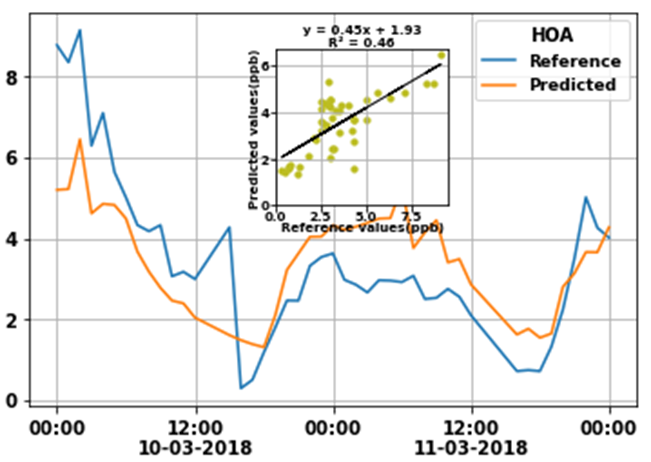 y = 0.45x + 1.93
R² = 0.46
HOA
Reference
Predicted
8
6
4
2
0
Predicted values(ppb)
6
4
2
0
0.0 2.5 5.0 7.5
Reference values(ppb)
00:00 12:00 00:00 12:00 00:00
10-03-2018 11-03-2018